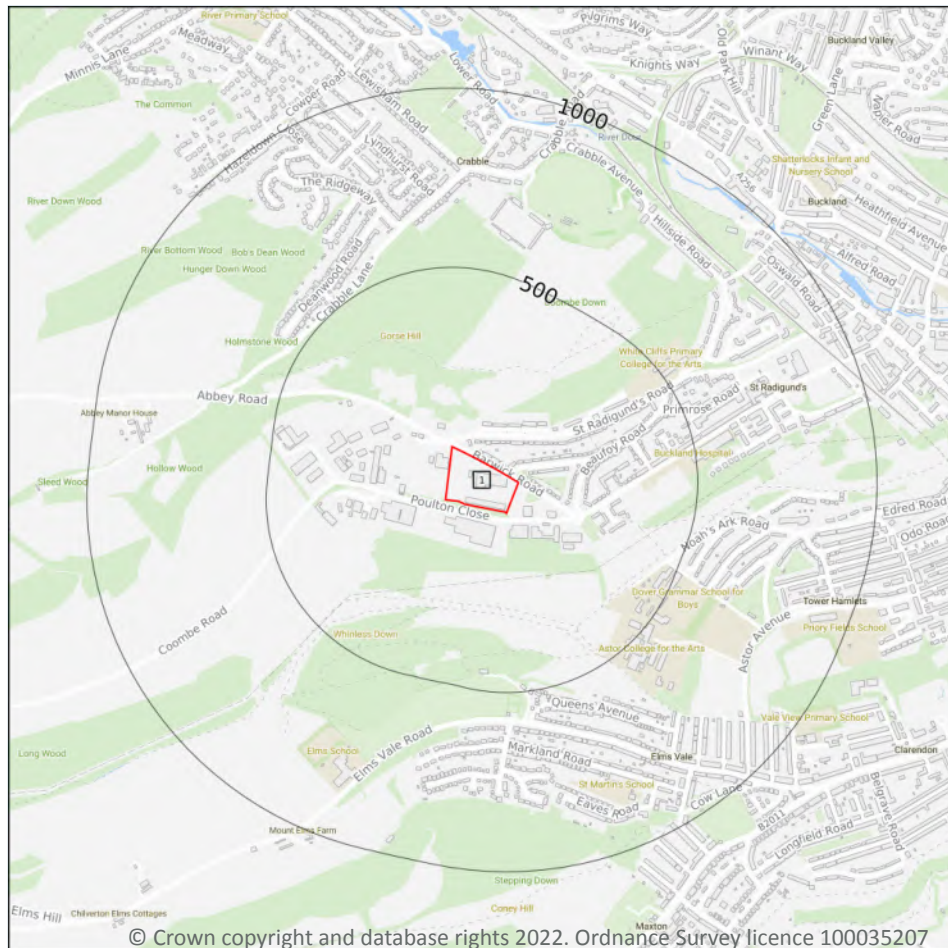 River Primary School
Pilgrims Way
Meadway
Old Park Hill
Buckland Valley
Minnis Lane
Winant Way
Knights Way
Lower Road
Lewisham Road
Cowper Road
Green Lane
Napier Road
The Common
1000
River Dour
Hazeldown Close
Lyndhurst Road
Crabble Road
Crabble
Crabble Avenue
Shatterlocks Infant and
Nursery School
A256
The Ridgeway
River Down Wood
Buckland
Heathfield Avenue
Hillside Road
River Bottom Wood
Bob's Dean Wood
Hunger Down Wood
Deanwood Road
Crabble Lane
Oswald Road
Alfred Road
500
Coombe Down
Gorse Hill
Holmstone Wood
White Cliffs Primary
College for the Arts
St Radigund's
Abbey Road
St Radigund's Road
Primrose Road
Abbey Manor House
Beaufoy Road
Buckland Hospital
Barwick Road
Hollow Wood
1
Sleed Wood
Poulton Close
Edred Road
Noah's Ark Road
Odo Road
Dover Grammar School for
Boys
Tower Hamlets
Coombe Road
Priory Fields School
Whinless Down
Astor College for the Arts
Astor Avenue
Queens Avenue
Vale View Primary School
Long Wood
Elms School
Elms Vale Road
Markland Road
Elms Vale
Clarendon
St Martin's School
Eaves Road
Cow Lane
Belgrave Road
B2011
Mount Elms Farm
Longfield Road
Stepping Down
Elms Hill
Chilverton Elms Cottages
Coney Hill
Maxton
© Crown copyright and database rights 2022. Ordnance Survey licence 100035207